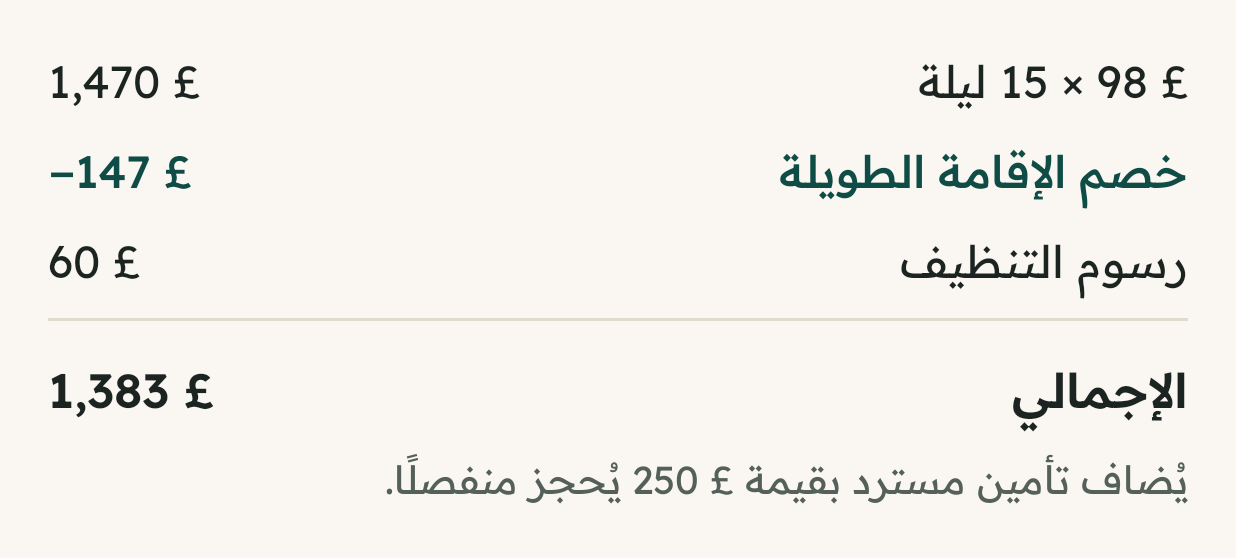 £ 98 × 15 ليلة £ 1,470
خصم الإقامة الطويلة £ 147−
رسوم التنظيف £ 60
الإجمالي £ 1,383
يُضاف تأمين مسترد بقيمة £ 250 يُحجز منفصلًا.